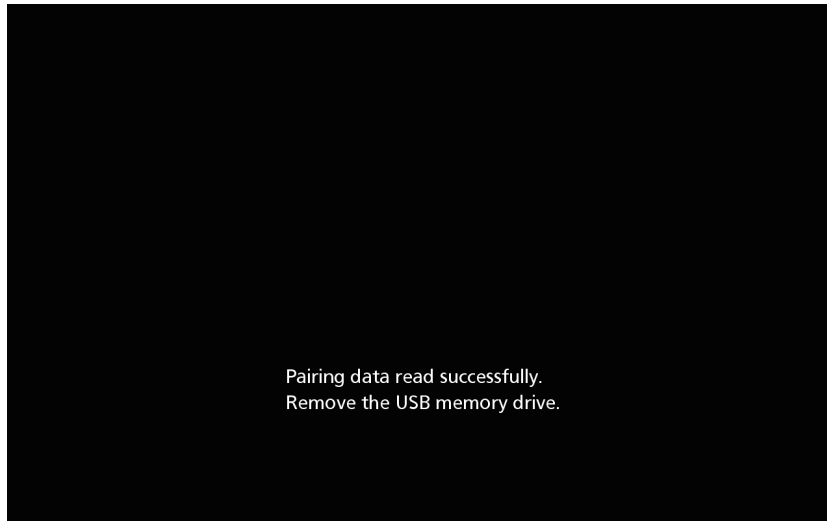 Pairing data read successfully.
Remove the USB memory drive.